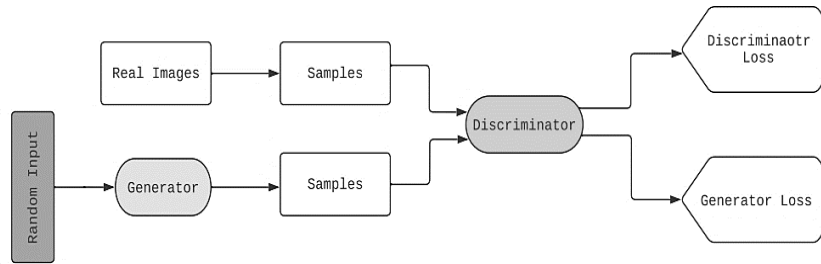 Real Images
Samples
Discriminaotr
Loss
Random Input
Generator
Samples
Discriminator
Generator Loss